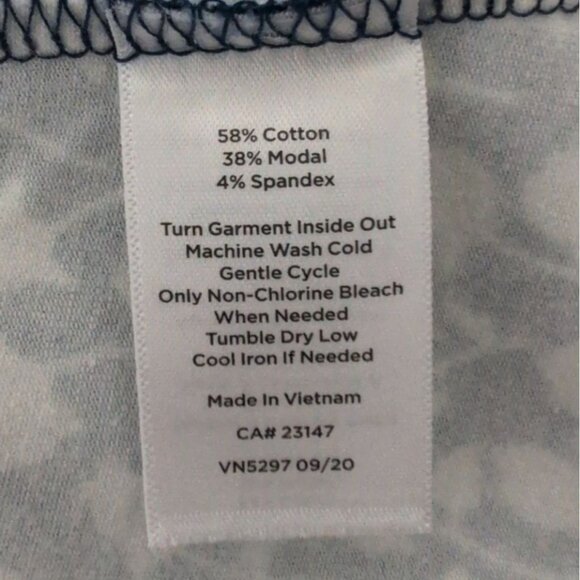 58% Cotton
38% Modal
4% Spandex
Turn Garment Inside Out
Machine Wash Cold
Gentle Cycle
Only Non-Chlorine Bleach
When Needed
Tumble Dry Low
Cool Iron If Needed
Made In Vietnam
CA# 23147
VN5297 09/20